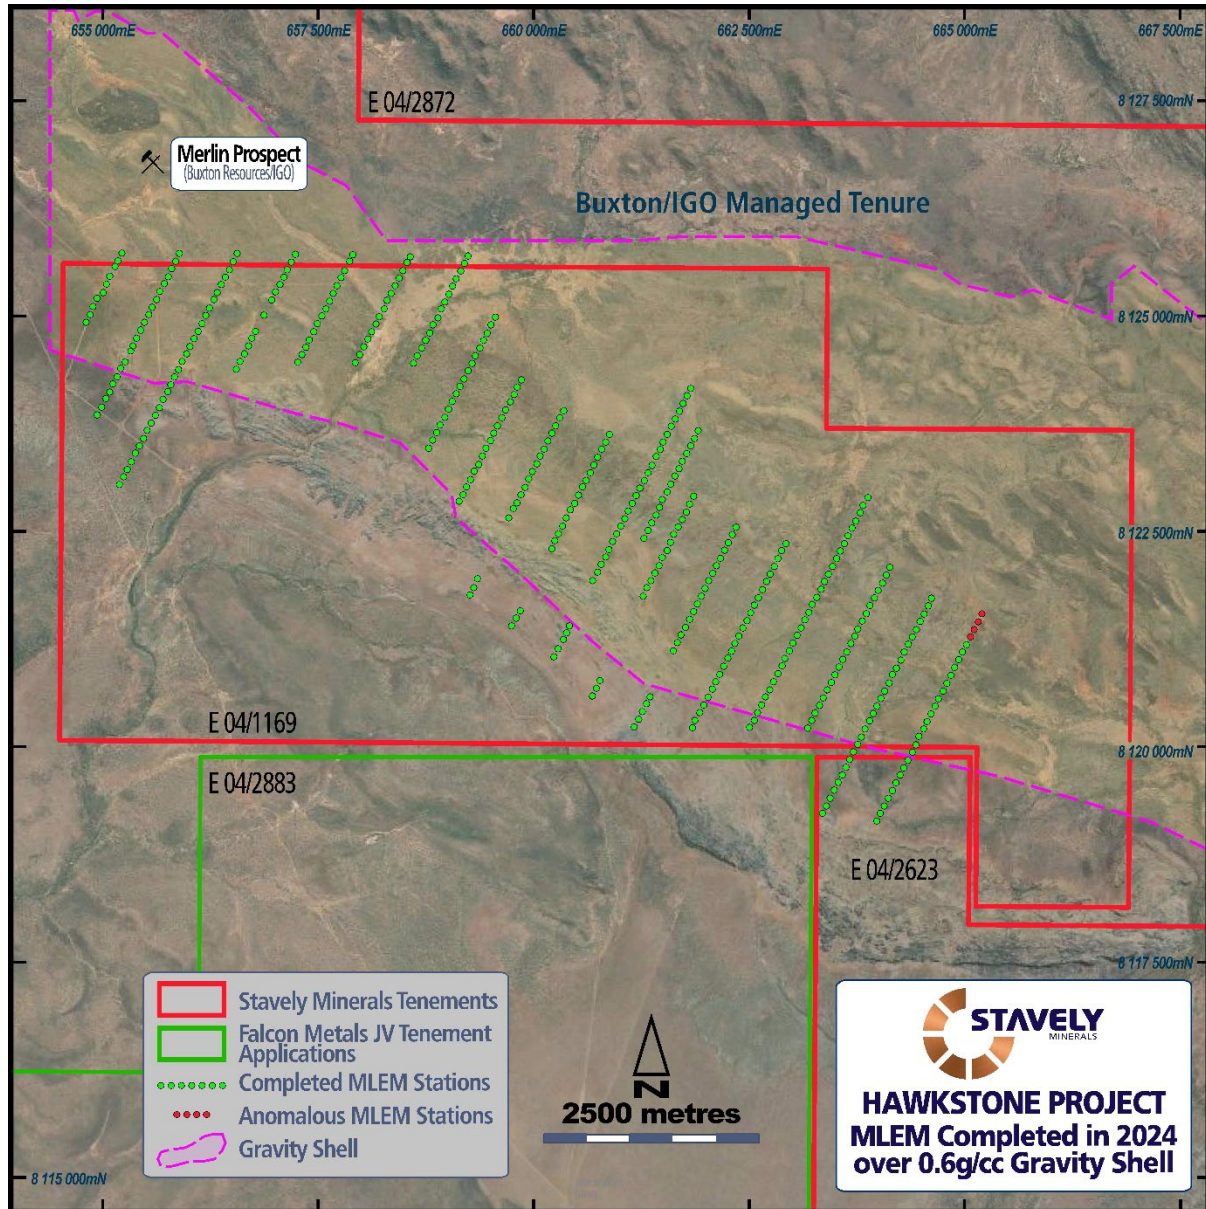 655 000mE
657 500mE
660 000mE
662 500mE
665 000mE
667 500mE
E 04/2872
8 127 500mN
Merlin Prospect
(Buxton Resources/IGO)
Buxton/IGO Managed Tenure
8 125 000mN
8 122 500mN
E 04/1169
8 120 000mN
E 04/2883
E 04/2623
8 117 500mN
Stavely Minerals Tenements
Falcon Metals JV Tenement
Applications
Completed MLEM Stations
Anomalous MLEM Stations
Gravity Shell
N
2500 metres
STAVELY
MINERALS
HAWKSTONE PROJECT
MLEM Completed in 2024
over 0.6g/cc Gravity Shell
8 115 000mN